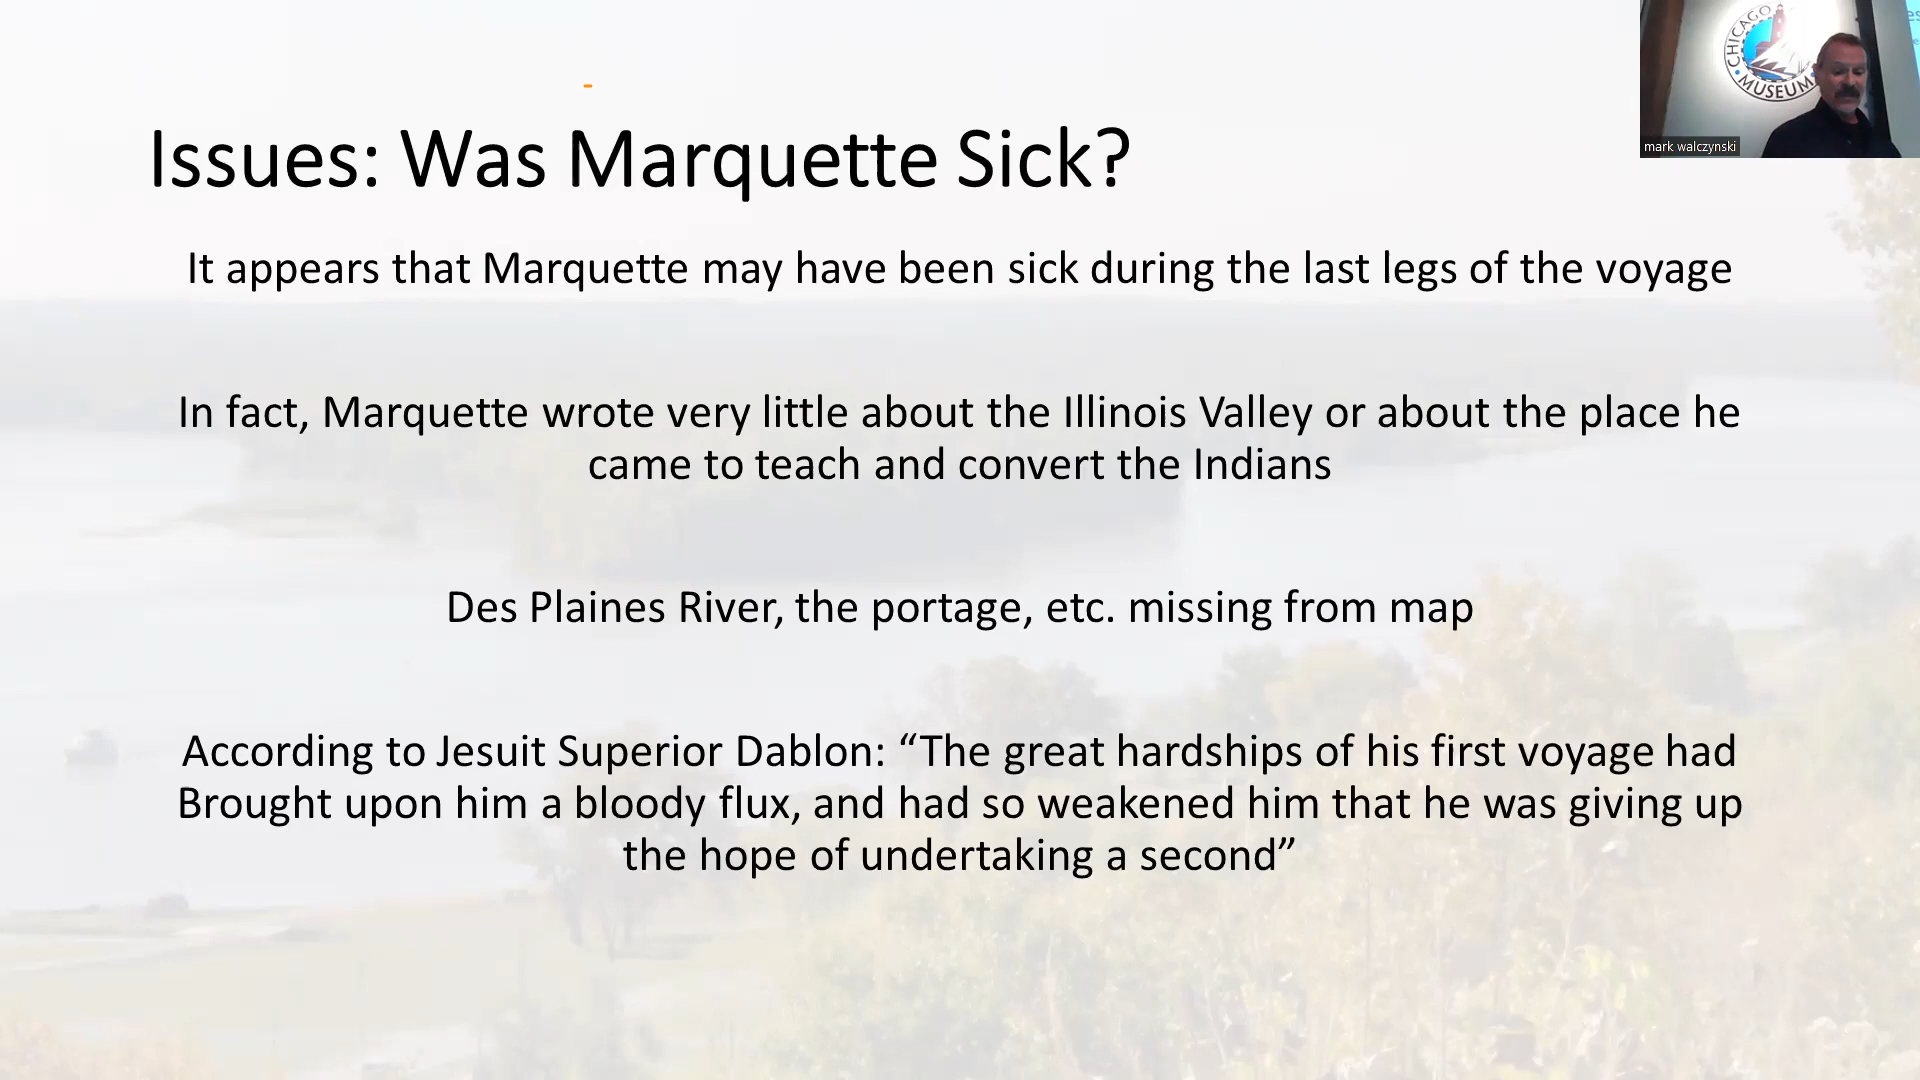 Issues: Was Marquette Sick?
It appears that Marquette may have been sick during the last legs of the voyage
In fact, Marquette wrote very little about the Illinois Valley or about the place he
came to teach and convert the Indians
Des Plaines River, the portage, etc. missing from map
According to Jesuit Superior Dablon: “The great hardships of his first voyage had
Brought upon him a bloody flux, and had so weakened him that he was giving up
the hope of undertaking a second”
CHICAGO
MUSEUM
mark walczynski